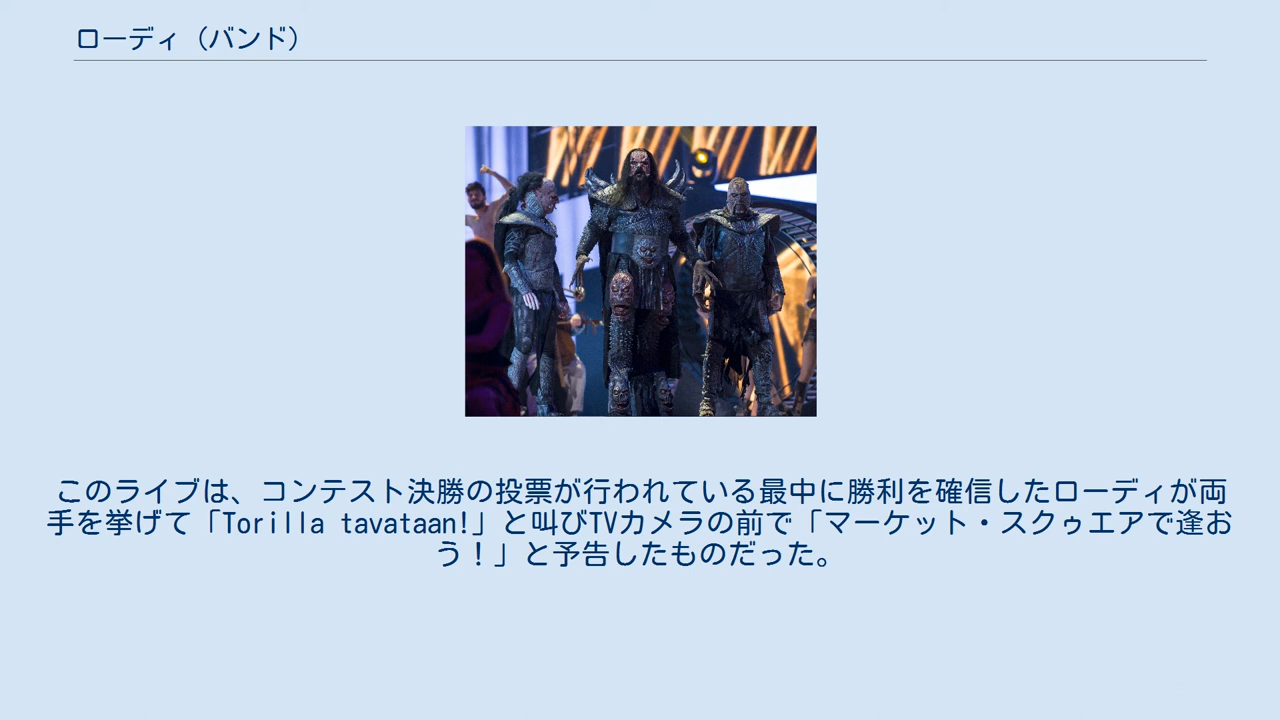 ローディ（バンド）
このライブは、コンテスト決勝の投票が行われている最中に勝利を確信したローディが両
手を挙げて「Torilla tavataan!」と叫びTVカメラの前で「マーケット・スクゥエアで逢お
う！」と予告したものだった。